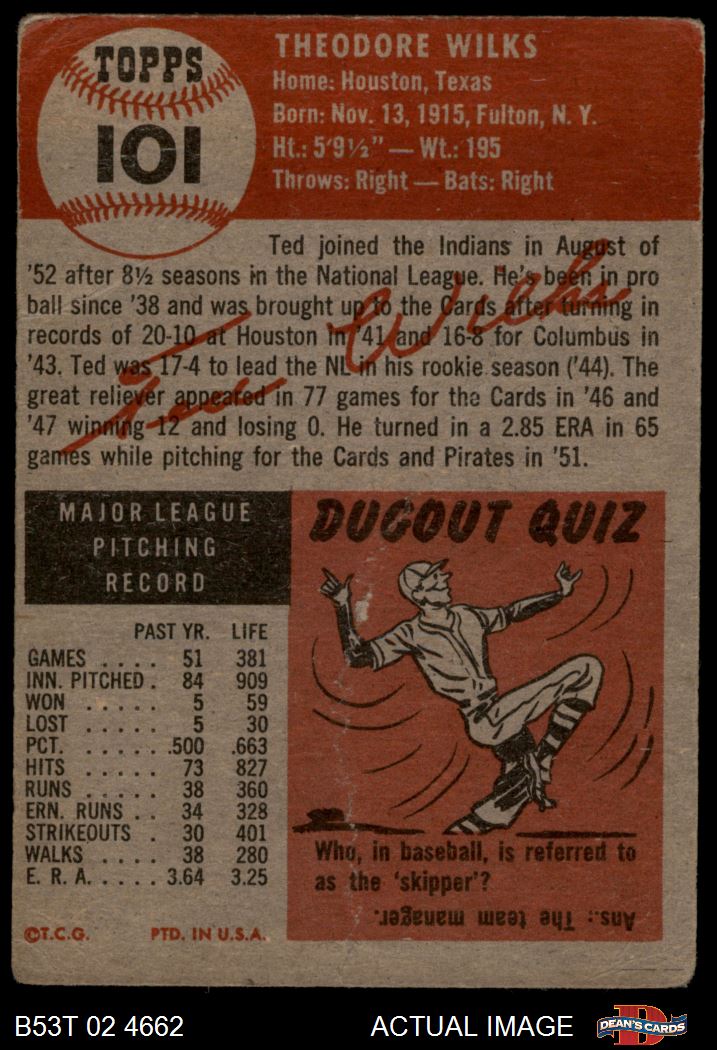 TOPPS
101
THEODORE WILKS
Home: Houston, Texas
Born: Nov. 13, 1915, Fulton, N. Y.
Ht.: 5'9½" — Wt.: 195
Throws: Right — Bats: Right
Ted joined the Indians in August of
'52 after 8½ seasons in the National League. He's been in pro
ball since '38 and was brought up to the Cards after turning in
records of 20-10 at Houston in '41 and 16-8 for Columbus in
'43. Ted was 17-4 to lead the NL in his rookie season ('44). The
great reliever appeared in 77 games for the Cards in '46 and
'47 winning 12 and losing 0. He turned in a 2.85 ERA in 65
games while pitching for the Cards and Pirates in '51.
Ted Wilks
MAJOR LEAGUE
PITCHING
RECORD
PAST YR. LIFE
GAMES . . . . 51 381
INN. PITCHED . 84 909
WON . . . . . 5 59
LOST . . . . . 5 30
PCT. . . . . . .500 .663
HITS . . . . . 73 827
RUNS . . . . . 38 360
ERN. RUNS . . 34 328
STRIKEOUTS . 30 401
WALKS . . . . 38 280
E. R. A. . . . . 3.64 3.25
©T.C.G. PTD. IN U.S.A.
DUGOUT QUIZ
Who, in baseball, is referred to
as the 'skipper'?
Ans.: The team manager.
B53T 02 4662
ACTUAL IMAGE
DEAN'S CARDS